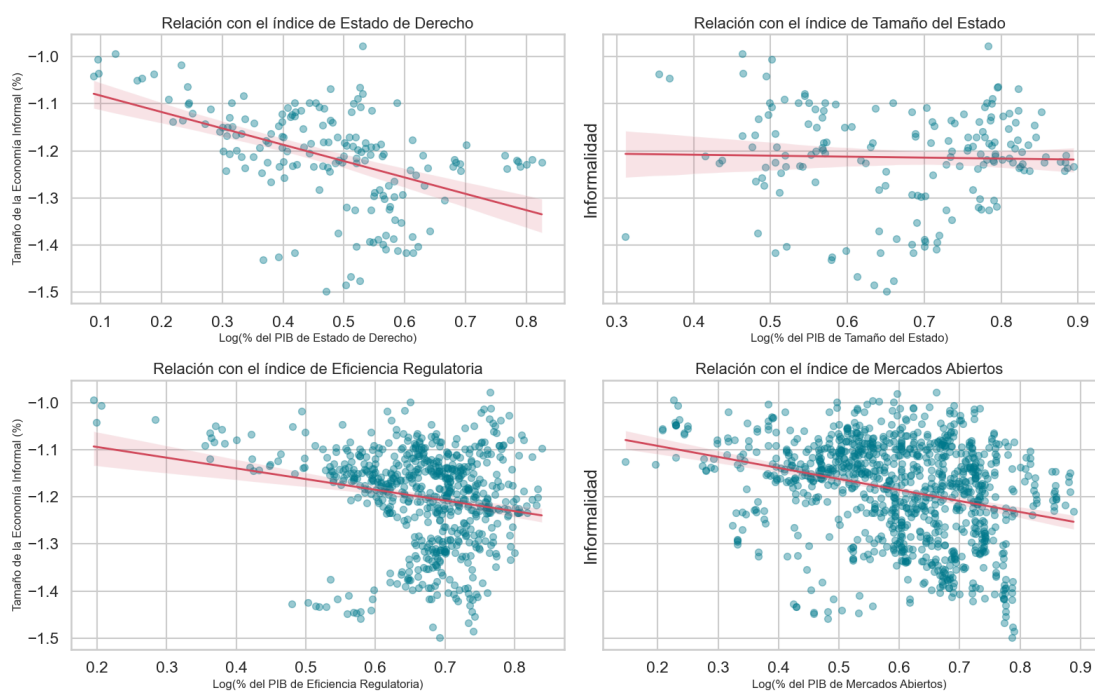 Relación con el índice de Estado de Derecho
Tamaño de la Economía Informal (%)
−1.0
−1.1
−1.2
−1.3
−1.4
−1.5
0.1 0.2 0.3 0.4 0.5 0.6 0.7 0.8
Log(% del PIB de Estado de Derecho)
Relación con el índice de Tamaño del Estado
Informalidad
0.3 0.4 0.5 0.6 0.7 0.8 0.9
Log(% del PIB de Tamaño del Estado)
Relación con el índice de Eficiencia Regulatoria
Tamaño de la Economía Informal (%)
−1.0
−1.1
−1.2
−1.3
−1.4
−1.5
0.2 0.3 0.4 0.5 0.6 0.7 0.8
Log(% del PIB de Eficiencia Regulatoria)
Relación con el índice de Mercados Abiertos
Informalidad
0.2 0.3 0.4 0.5 0.6 0.7 0.8 0.9
Log(% del PIB de Mercados Abiertos)